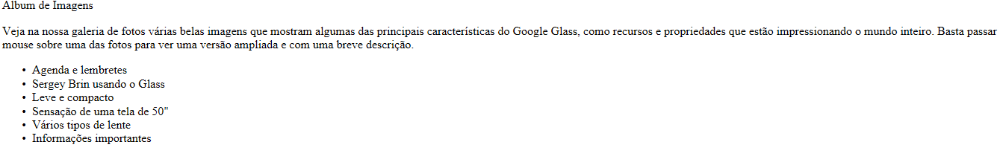 Album de Imagens
Veja na nossa galeria de fotos várias belas imagens que mostram algumas das principais características do Google Glass, como recursos e propriedades que estão impressionando o mundo inteiro. Basta passar
mouse sobre uma das fotos para ver uma versão ampliada e com uma breve descrição.
• Agenda e lembretes
• Sergey Brin usando o Glass
• Leve e compacto
• Sensação de uma tela de 50"
• Vários tipos de lente
• Informações importantes